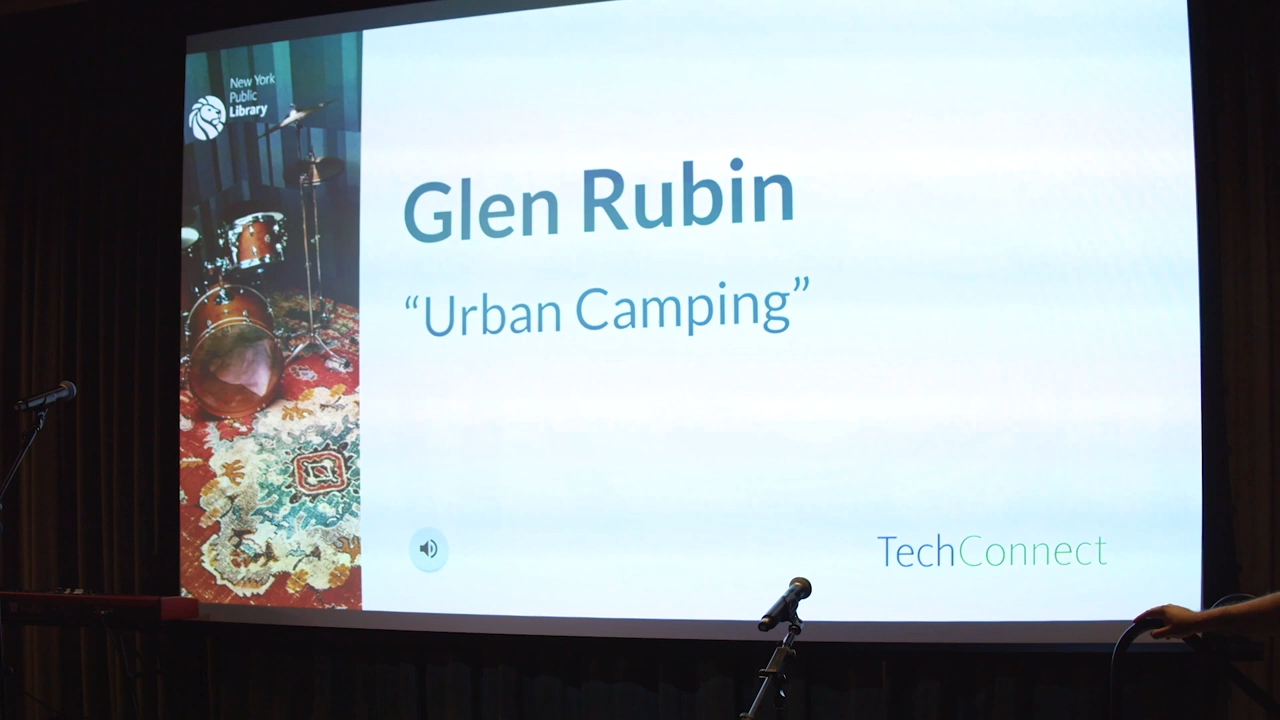 New York
Public
Library
Glen Rubin
“Urban Camping”
TechConnect